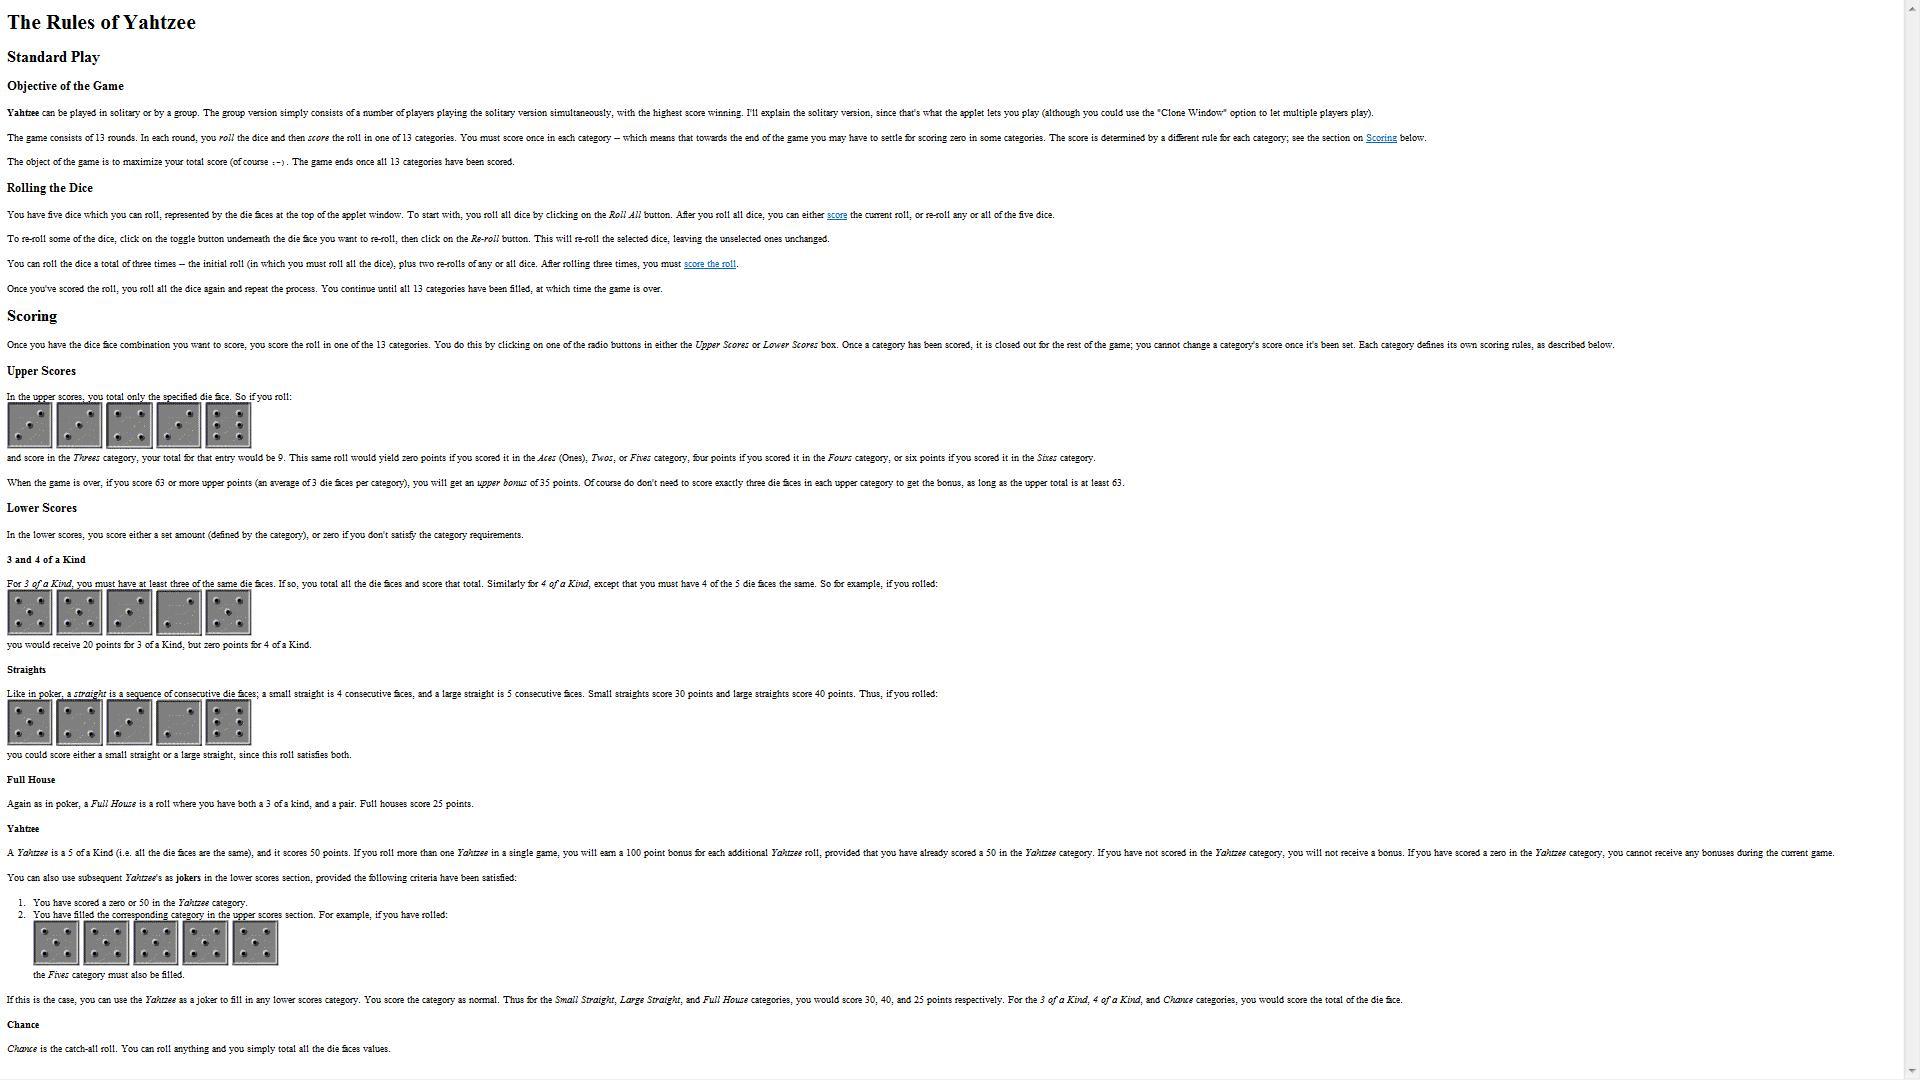 The Rules of Yahtzee
Standard Play
Objective of the Game
Yahtzee can be played in solitary or by a group. The group version simply consists of a number of players playing the solitary version simultaneously, with the highest score winning. I'll explain the solitary version, since that's what the applet lets you play (although you could use the "Clone Window" option to let multiple players play).
The game consists of 13 rounds. In each round, you roll the dice and then score the roll in one of 13 categories. You must score once in each category -- which means that towards the end of the game you may have to settle for scoring zero in some categories. The score is determined by a different rule for each category; see the section on Scoring below.
The object of the game is to maximize your total score (of course :-). The game ends once all 13 categories have been scored.
Rolling the Dice
You have five dice which you can roll, represented by the die faces at the top of the applet window. To start with, you roll all dice by clicking on the Roll All button. After you roll all dice, you can either score the current roll, or re-roll any or all of the five dice.
To re-roll some of the dice, click on the toggle button underneath the die face you want to re-roll, then click on the Re-roll button. This will re-roll the selected dice, leaving the unselected ones unchanged.
You can roll the dice a total of three times -- the initial roll (in which you must roll all the dice), plus two re-rolls of any or all dice. After rolling three times, you must score the roll.
Once you've scored the roll, you roll all the dice again and repeat the process. You continue until all 13 categories have been filled, at which time the game is over.
Scoring
Once you have the dice face combination you want to score, you score the roll in one of the 13 categories. You do this by clicking on one of the radio buttons in either the Upper Scores or Lower Scores box. Once a category has been scored, it is closed out for the rest of the game; you cannot change a category's score once it's been set. Each category defines its own scoring rules, as described below.
Upper Scores
In the upper scores, you total only the specified die face. So if you roll:
and score in the Threes category, your total for that entry would be 9. This same roll would yield zero points if you scored it in the Aces (Ones), Twos, or Fives category, four points if you scored it in the Fours category, or six points if you scored it in the Sixes category.
When the game is over, if you score 63 or more upper points (an average of 3 die faces per category), you will get an upper bonus of 35 points. Of course do don't need to score exactly three die faces in each upper category to get the bonus, as long as the upper total is at least 63.
Lower Scores
In the lower scores, you score either a set amount (defined by the category), or zero if you don't satisfy the category requirements.
3 and 4 of a Kind
For 3 of a Kind, you must have at least three of the same die faces. If so, you total all the die faces and score that total. Similarly for 4 of a Kind, except that you must have 4 of the 5 die faces the same. So for example, if you rolled:
you would receive 20 points for 3 of a Kind, but zero points for 4 of a Kind.
Straights
Like in poker, a straight is a sequence of consecutive die faces; a small straight is 4 consecutive faces, and a large straight is 5 consecutive faces. Small straights score 30 points and large straights score 40 points. Thus, if you rolled:
you could score either a small straight or a large straight, since this roll satisfies both.
Full House
Again as in poker, a Full House is a roll where you have both a 3 of a kind, and a pair. Full houses score 25 points.
Yahtzee
A Yahtzee is a 5 of a Kind (i.e. all the die faces are the same), and it scores 50 points. If you roll more than one Yahtzee in a single game, you will earn a 100 point bonus for each additional Yahtzee roll, provided that you have already scored a 50 in the Yahtzee category. If you have not scored in the Yahtzee category, you will not receive a bonus. If you have scored a zero in the Yahtzee category, you cannot receive any bonuses during the current game.
You can also use subsequent Yahtzee's as jokers in the lower scores section, provided the following criteria have been satisfied:
1. You have scored a zero or 50 in the Yahtzee category.
2. You have filled the corresponding category in the upper scores section. For example, if you have rolled:
the Fives category must also be filled.
If this is the case, you can use the Yahtzee as a joker to fill in any lower scores category. You score the category as normal. Thus for the Small Straight, Large Straight, and Full House categories, you would score 30, 40, and 25 points respectively. For the 3 of a Kind, 4 of a Kind, and Chance categories, you would score the total of the die face.
Chance
Chance is the catch-all roll. You can roll anything and you simply total all the die faces values.